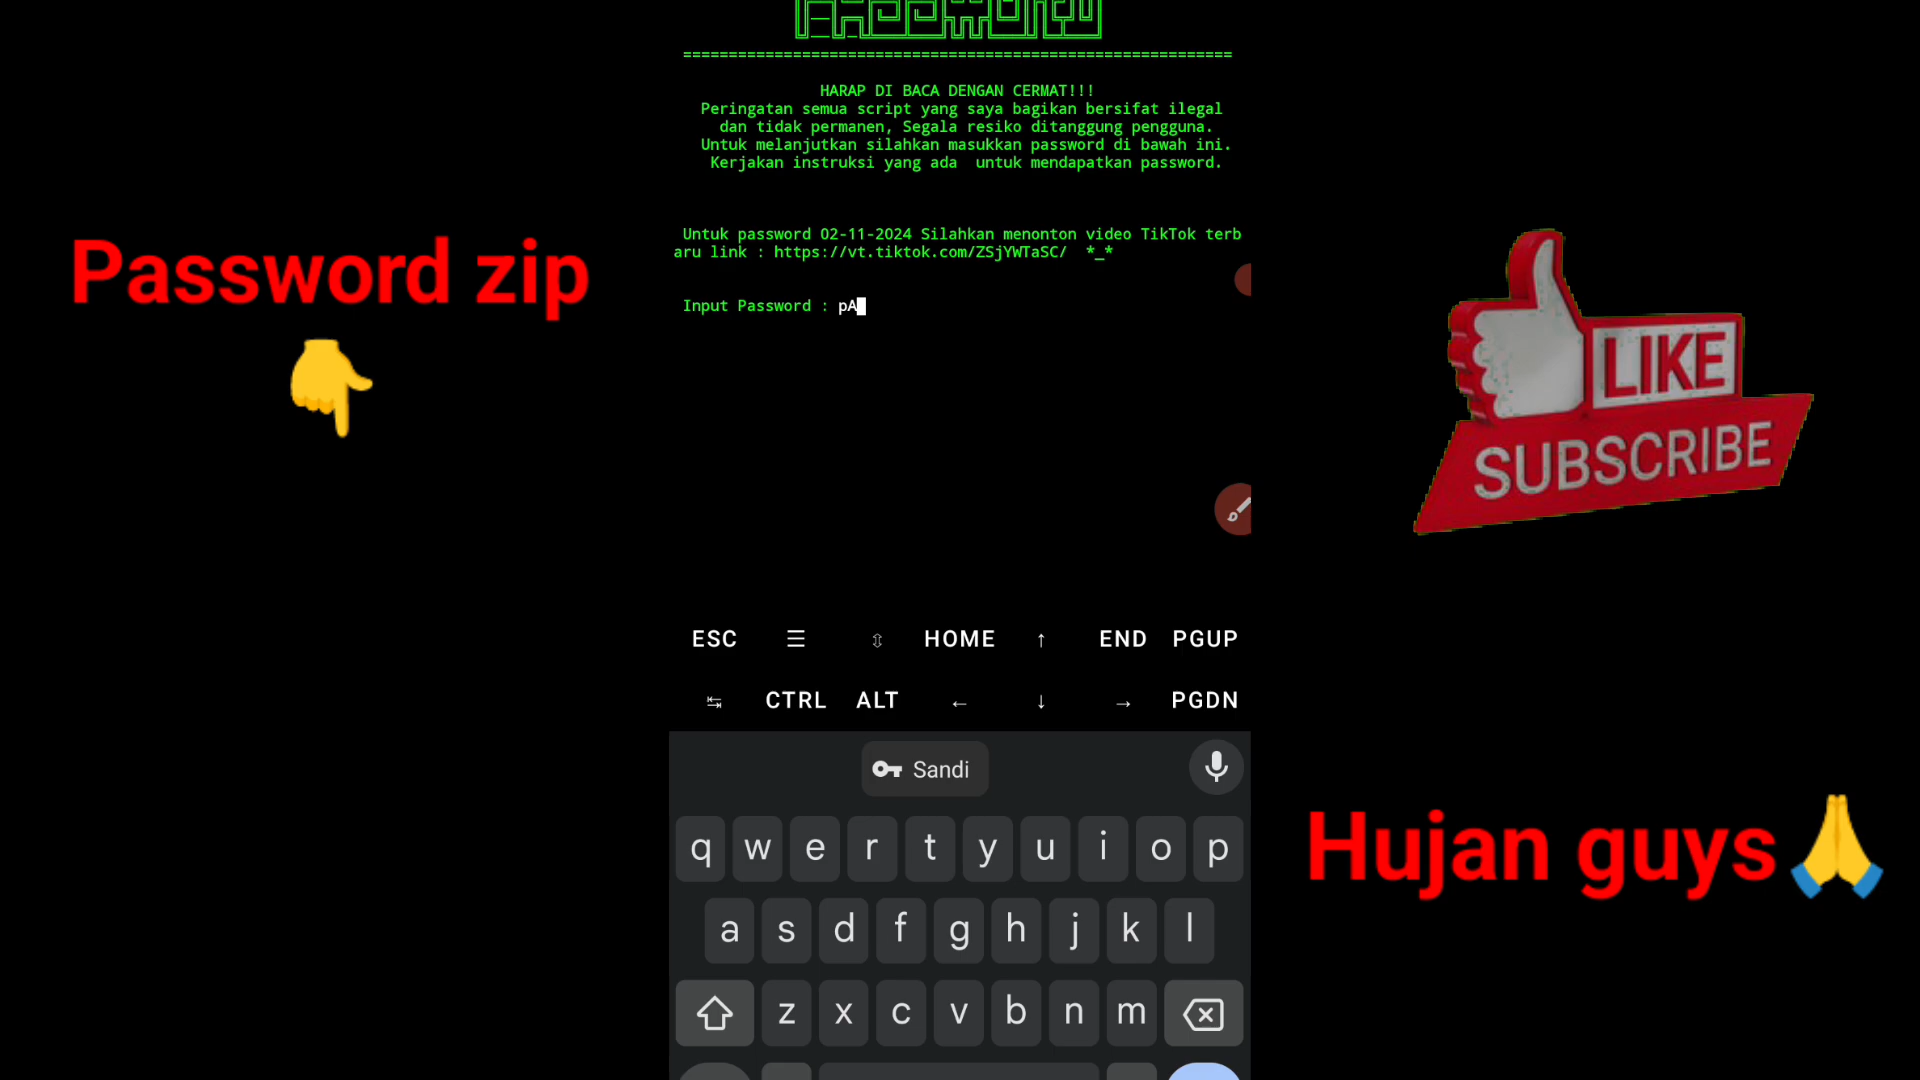 PASSWORD
=============================================================
HARAP DI BACA DENGAN CERMAT!!!
Peringatan semua script yang saya bagikan bersifat ilegal
dan tidak permanen, Segala resiko ditanggung pengguna.
Untuk melanjutkan silahkan masukkan password di bawah ini.
Kerjakan instruksi yang ada  untuk mendapatkan password.
Untuk password 02-11-2024 Silahkan menonton video TikTok terb
aru link : https://vt.tiktok.com/ZSjYWTaSC/  *_*
Input Password : pA
Password zip
👇
LIKE
SUBSCRIBE
Hujan guys🙏
ESC ☰ ⇳ HOME ↑ END PGUP
↹ CTRL ALT ← ↓ → PGDN
Sandi
q w e r t y u i o p
a s d f g h j k l
z x c v b n m